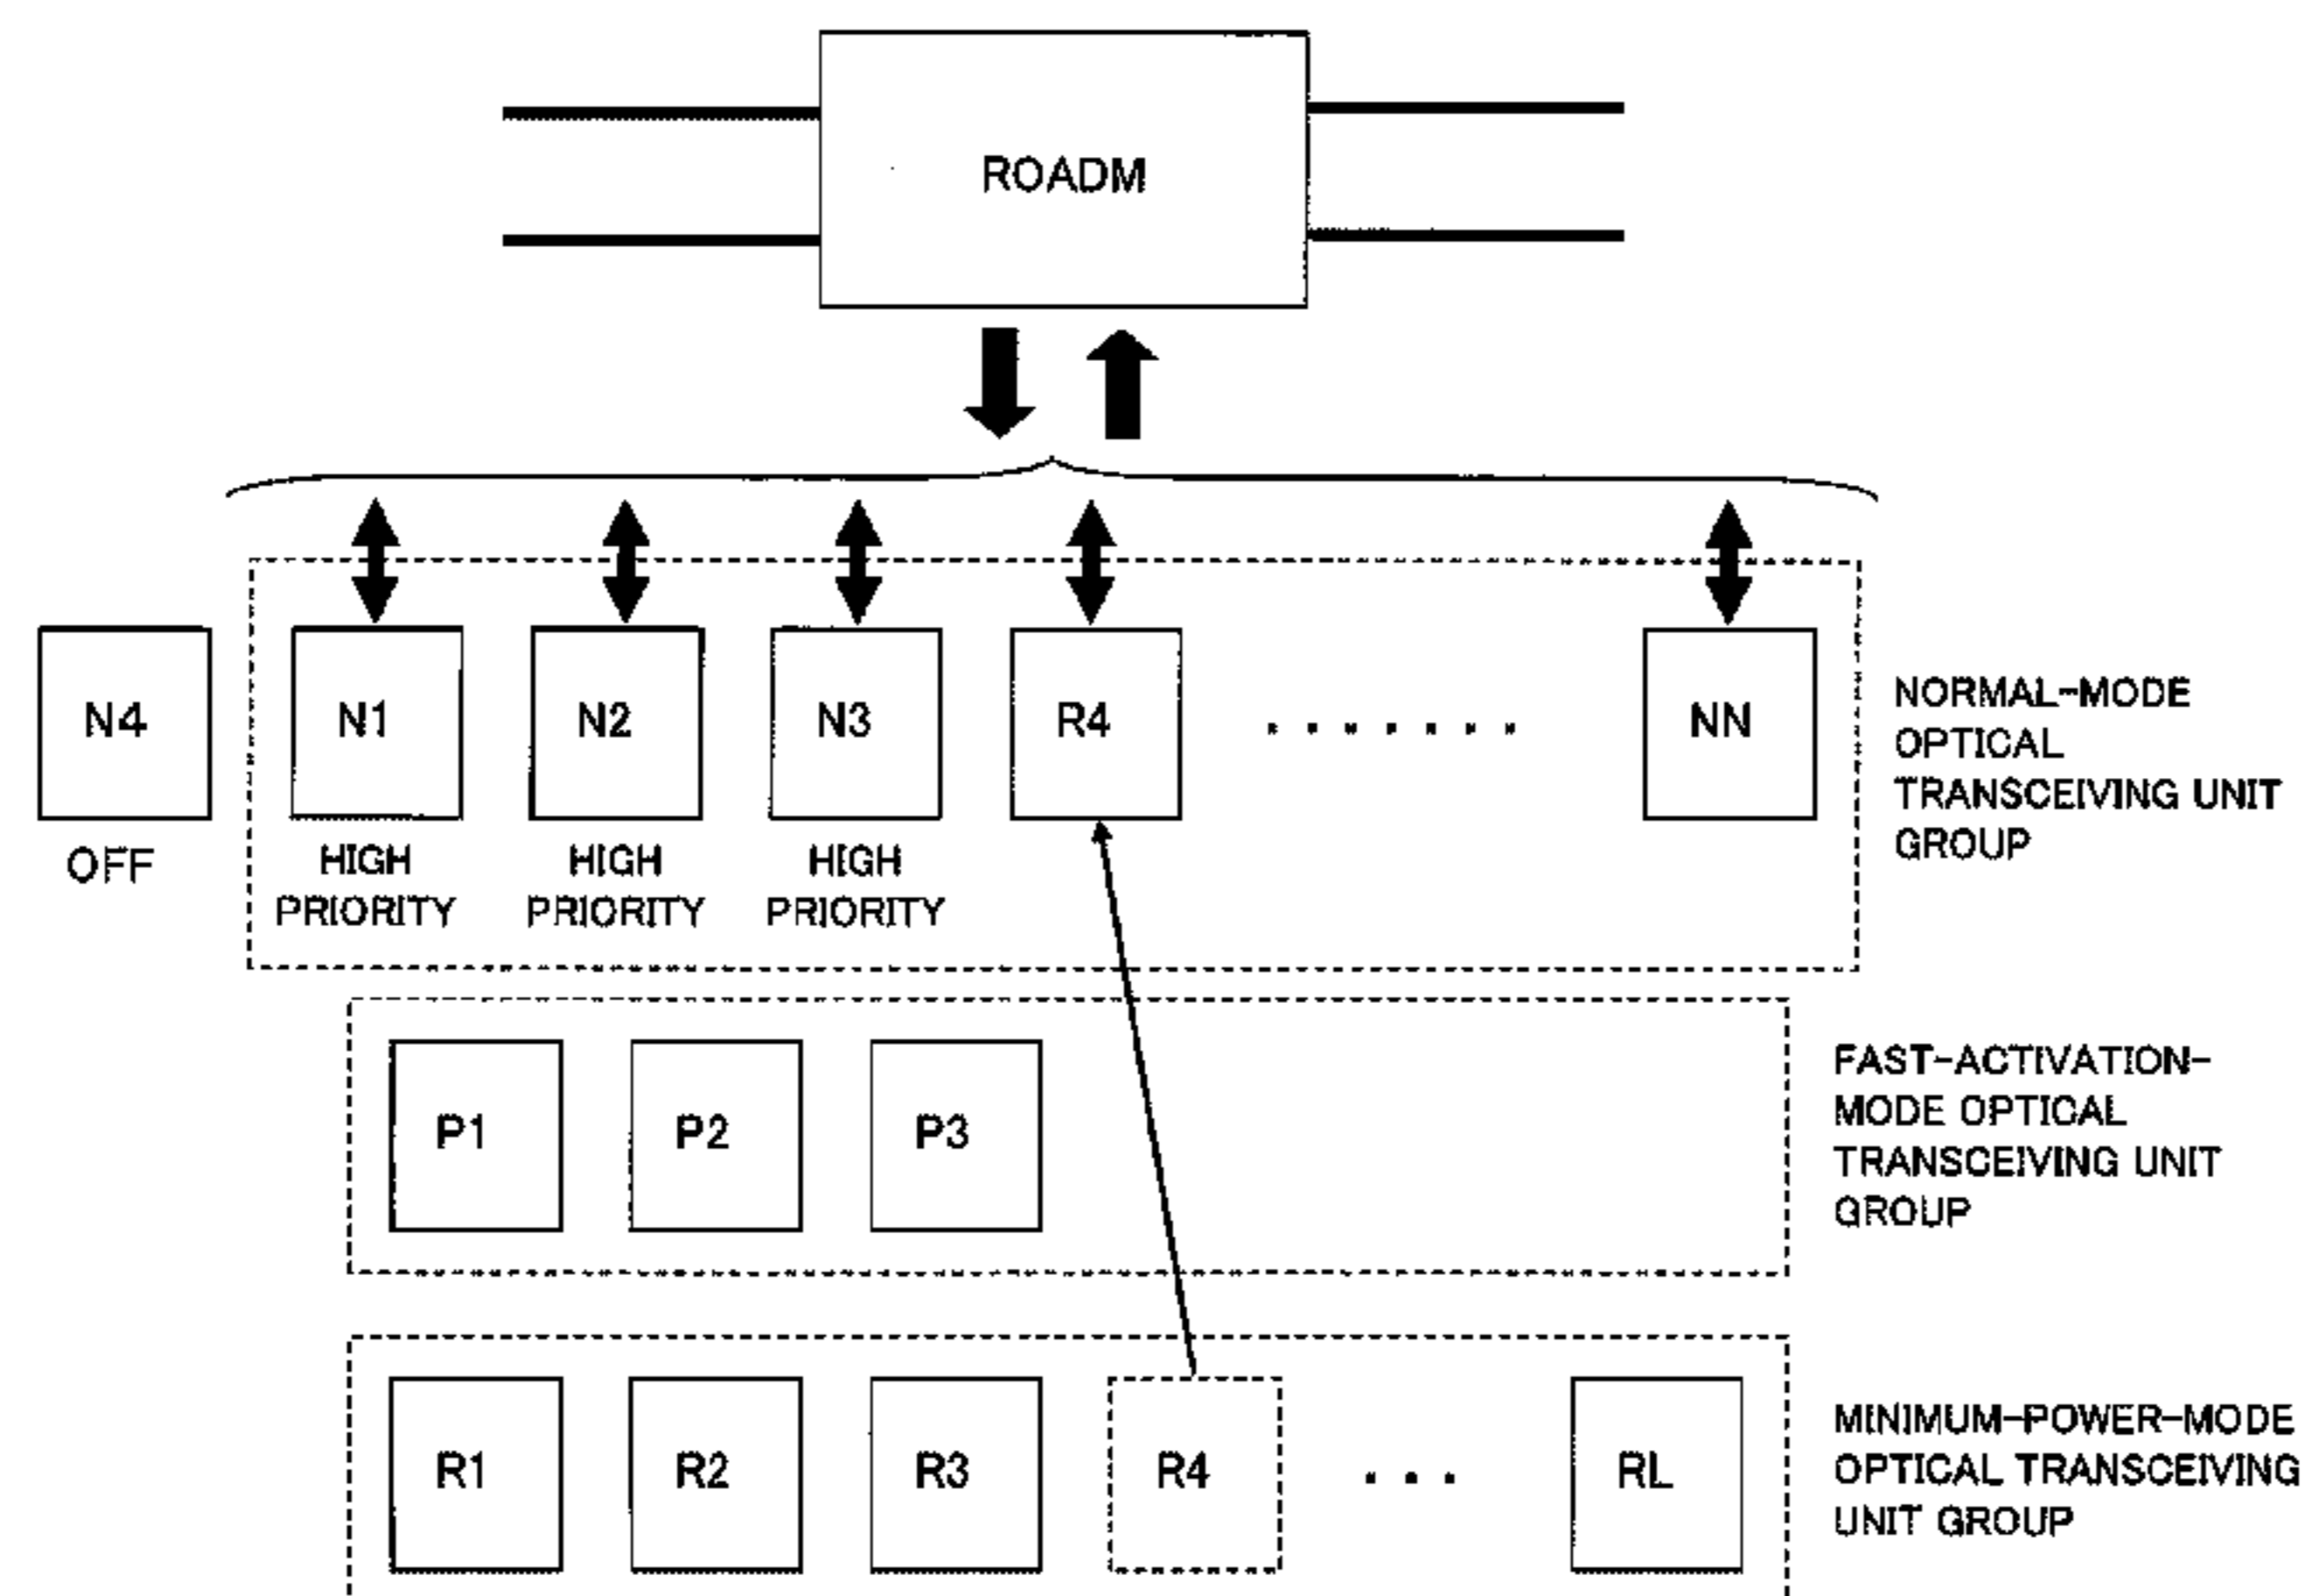 ROADM
N4
N1
N2
N3
R4
. . . . . . .
NN
OFF
HIGH
PRIORITY
HIGH
PRIORITY
HIGH
PRIORITY
NORMAL-MODE
OPTICAL
TRANSCEIVING UNIT
GROUP
P1
P2
P3
FAST-ACTIVATION-
MODE OPTICAL
TRANSCEIVING UNIT
GROUP
R1
R2
R3
R4
. . .
RL
MINIMUM-POWER-MODE
OPTICAL TRANSCEIVING
UNIT GROUP